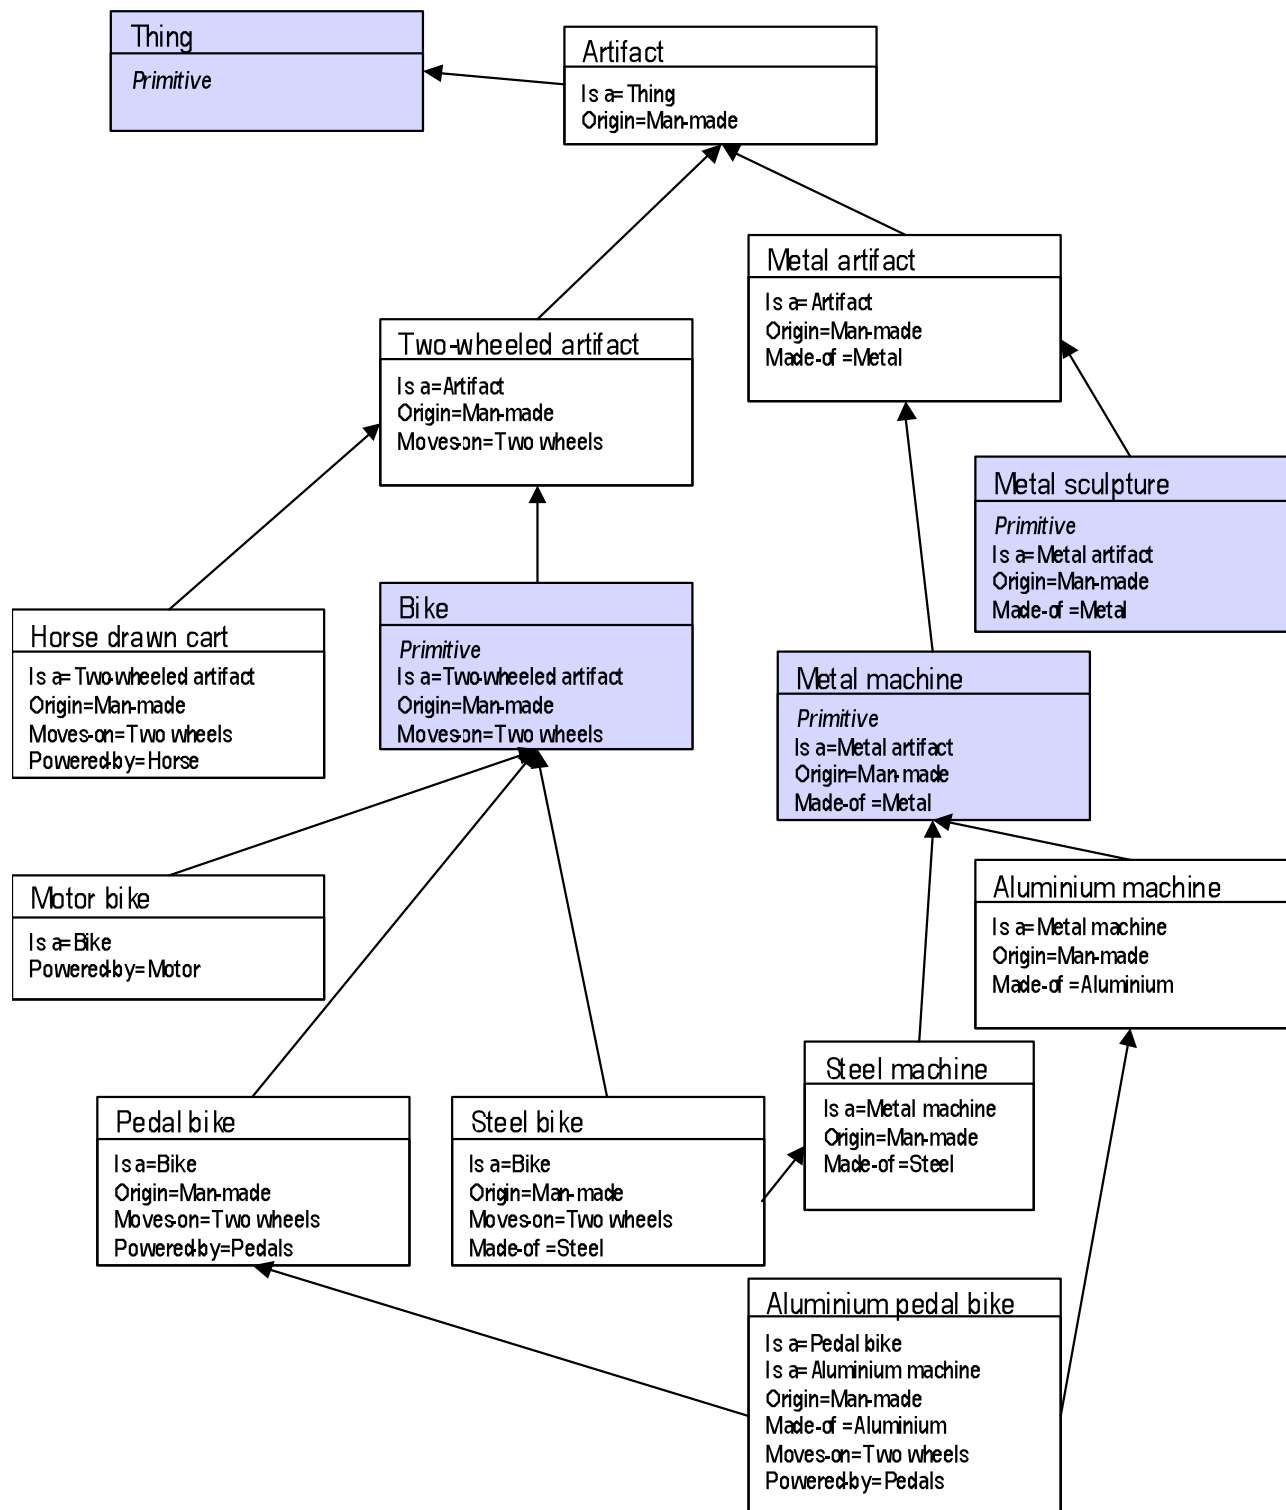 Thing
Primitive
Artifact
Is a=Thing
Origin=Man-made
Metal artifact
Is a=Artifact
Origin=Man-made
Made-of =Metal
Two-wheeled artifact
Is a=Artifact
Origin=Man-made
Moves-on=Two wheels
Metal sculpture
Primitive
Is a=Metal artifact
Origin=Man-made
Made-of =Metal
Horse drawn cart
Is a=Two-wheeled artifact
Origin=Man-made
Moves-on=Two wheels
Powered-by=Horse
Bike
Primitive
Is a=Two-wheeled artifact
Origin=Man-made
Moves-on=Two wheels
Metal machine
Primitive
Is a=Metal artifact
Origin=Man-made
Made-of =Metal
Motor bike
Is a=Bike
Powered-by=Motor
Aluminium machine
Is a=Metal machine
Origin=Man-made
Made-of =Aluminium
Steel machine
Is a=Metal machine
Origin=Man-made
Made-of =Steel
Pedal bike
Is a=Bike
Origin=Man-made
Moves-on=Two wheels
Powered-by=Pedals
Steel bike
Is a=Bike
Origin=Man-made
Moves-on=Two wheels
Made-of =Steel
Aluminium pedal bike
Is a=Pedal bike
Is a=Aluminium machine
Origin=Man-made
Made-of =Aluminium
Moves-on=Two wheels
Powered-by=Pedals